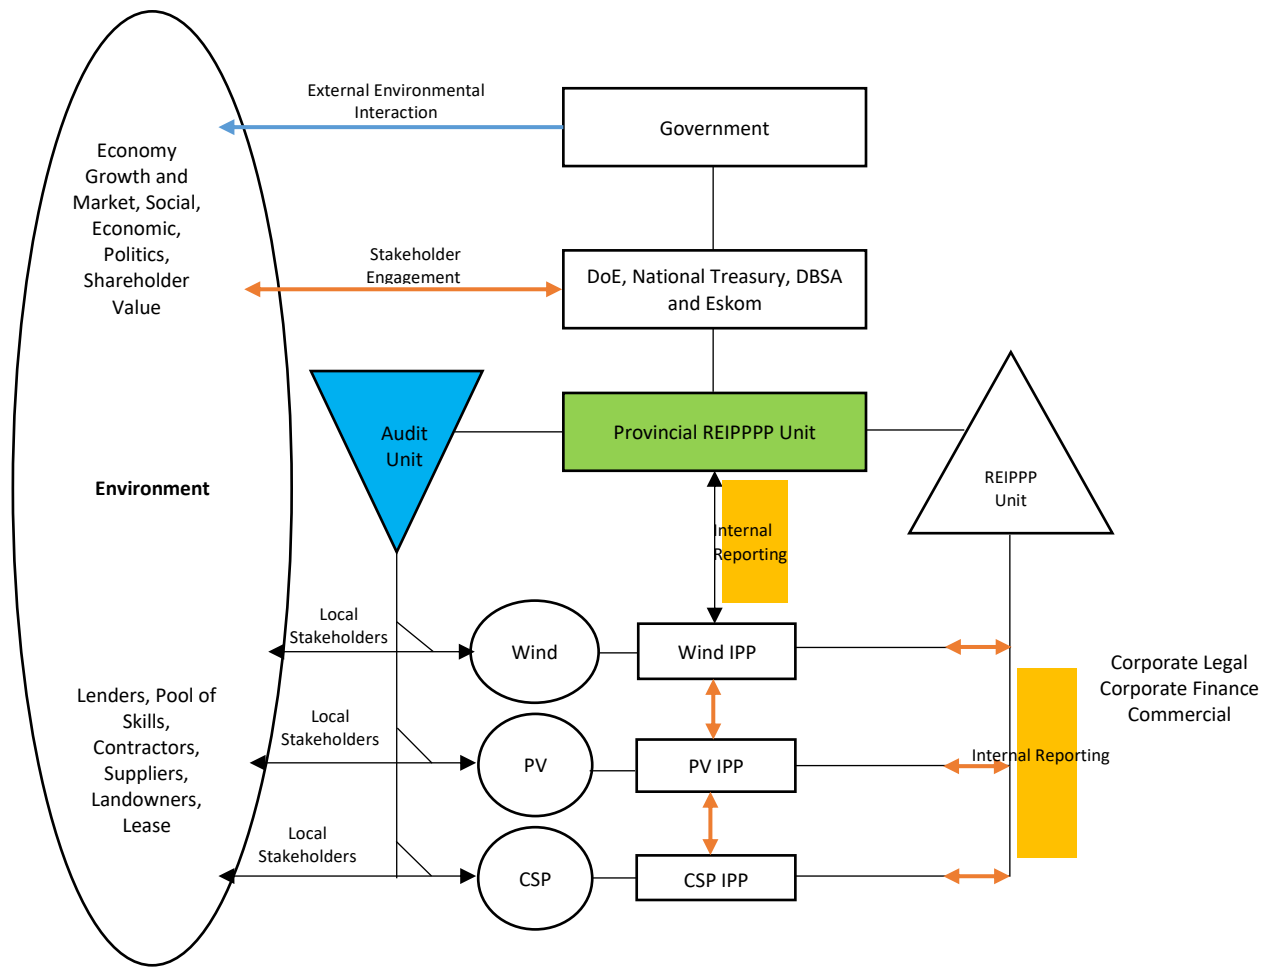 External Environmental
Interaction
Government
Economy
Growth and
Market, Social,
Economic,
Politics,
Shareholder
Value
Stakeholder
Engagement
DoE, National Treasury, DBSA
and Eskom
Audit
Unit
Provincial REIPPPP Unit
REIPPP
Unit
Environment
Internal
Reporting
Local
Stakeholders
Wind
Wind IPP
Corporate Legal
Corporate Finance
Commercial
Lenders, Pool of
Skills,
Contractors,
Suppliers,
Landowners,
Lease
Local
Stakeholders
PV
PV IPP
Internal Reporting
Local
Stakeholders
CSP
CSP IPP